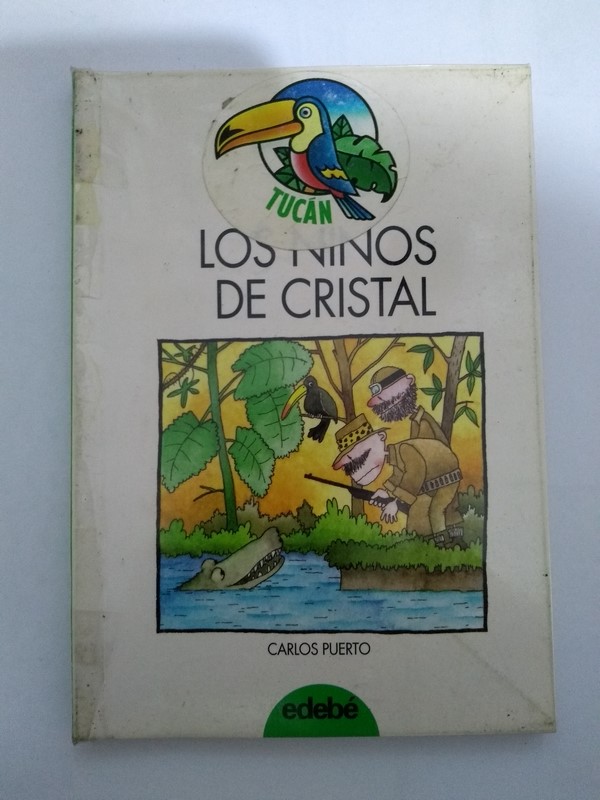 TUCÁN
LOS NIÑOS
DE CRISTAL
CARLOS PUERTO
edebé